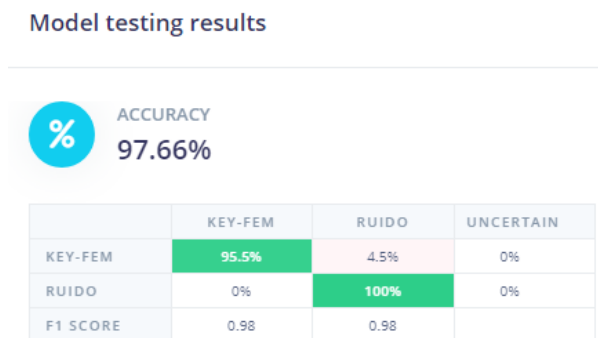 Model testing results
%
ACCURACY
97.66%
KEY-FEM RUIDO UNCERTAIN
KEY-FEM 95.5% 4.5% 0%
RUIDO 0% 100% 0%
F1 SCORE 0.98 0.98